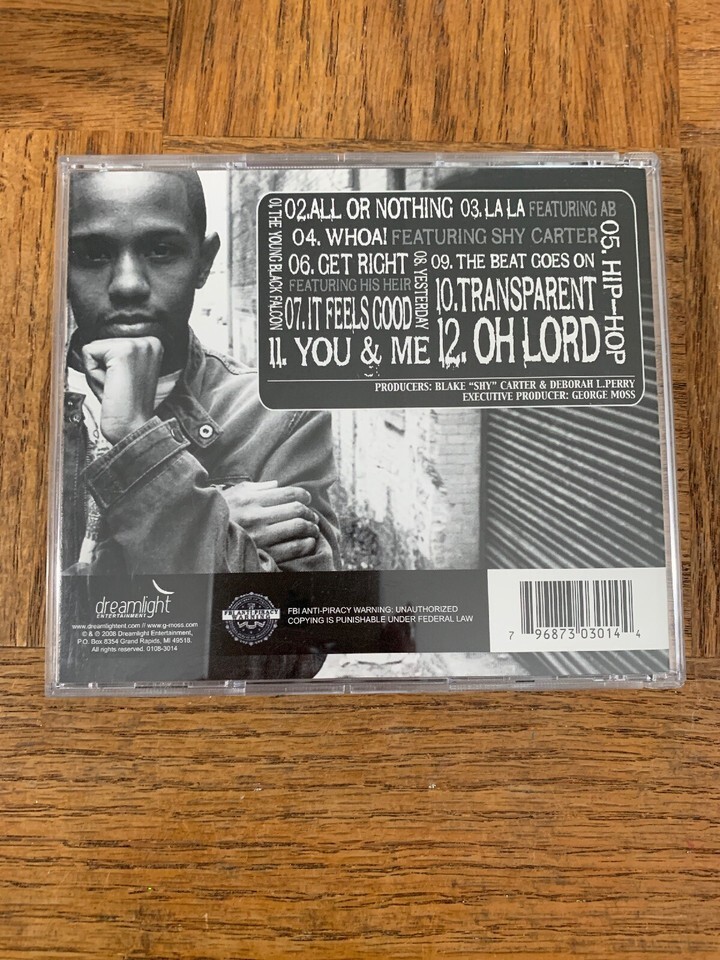 01. THE YOUNG BLACK FALCON
02. ALL OR NOTHING 03. LA LA FEATURING AB
04. WHOA! FEATURING SHY CARTER
05. HIP-HOP
06. GET RIGHT
FEATURING HIS HEIR
07. IT FEELS GOOD
08. YESTERDAY
09. THE BEAT GOES ON
10. TRANSPARENT
11. YOU & ME 12. OH LORD
PRODUCERS: BLAKE "SHY" CARTER & DEBORAH L. PERRY
EXECUTIVE PRODUCER: GEORGE MOSS
dreamlight
ENTERTAINMENT
www.dreamlightent.com // www.g-moss.com
© & ℗ 2008 Dreamlight Entertainment,
P.O. Box 8354 Grand Rapids, MI 49518.
All rights reserved. 0108-3014
FBI ANTI-PIRACY
WARNING
FBI ANTI-PIRACY WARNING: UNAUTHORIZED
COPYING IS PUNISHABLE UNDER FEDERAL LAW
7 96873 03014 4